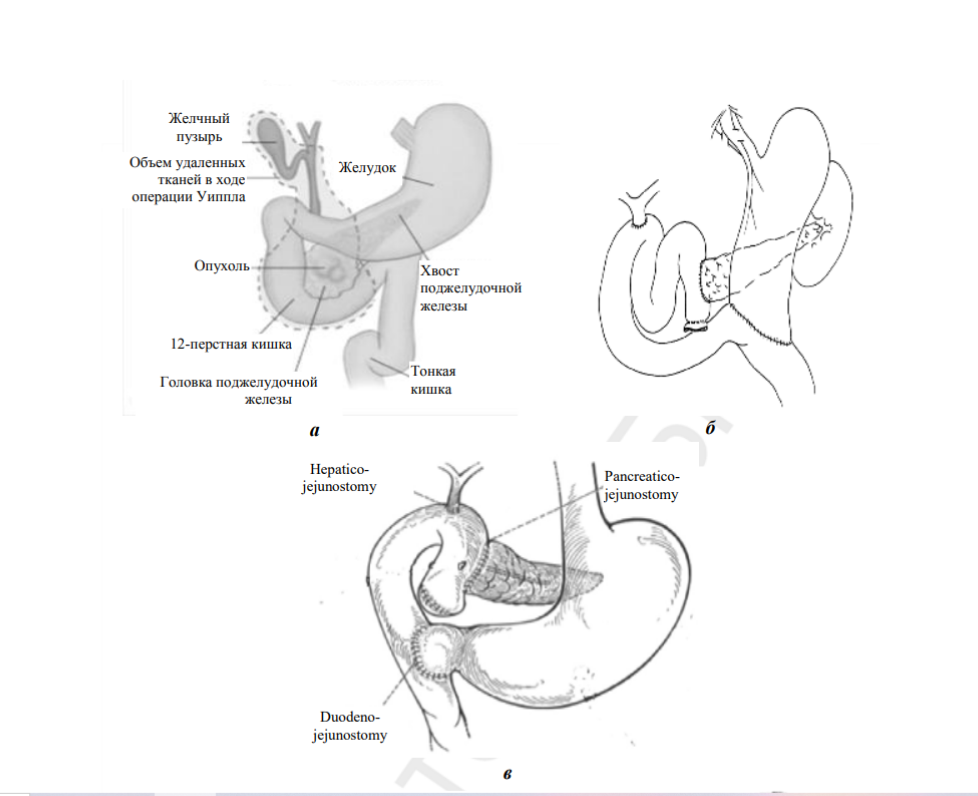 Желчный
пузырь
Объем удаленных
тканей в ходе
операции Уиппла
Желудок
Опухоль
Хвост
поджелудочной
железы
12-перстная кишка
Головка поджелудочной
железы
Тонкая
кишка
а
б
Hepatico-
jejunostomy
Pancreatico-
jejunostomy
Duodeno-
jejunostomy
в